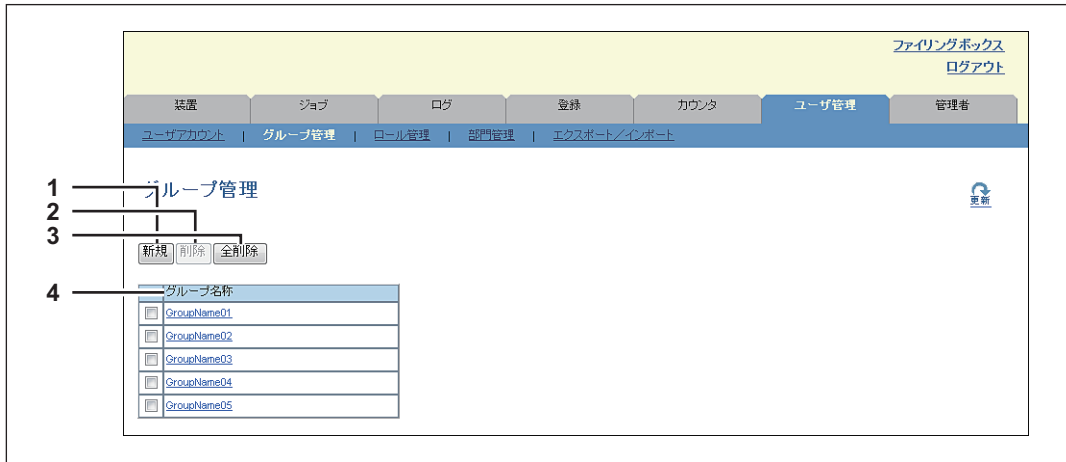 ファイリングボックス
ログアウト
装置 ジョブ ログ 登録 カウンタ ユーザ管理 管理者
ユーザアカウント | グループ管理 | ロール管理 | 部門管理 | エクスポート／インポート
1
グループ管理
更新
2
3
新規 削除 全削除
4
グループ名称
GroupName01
GroupName02
GroupName03
GroupName04
GroupName05